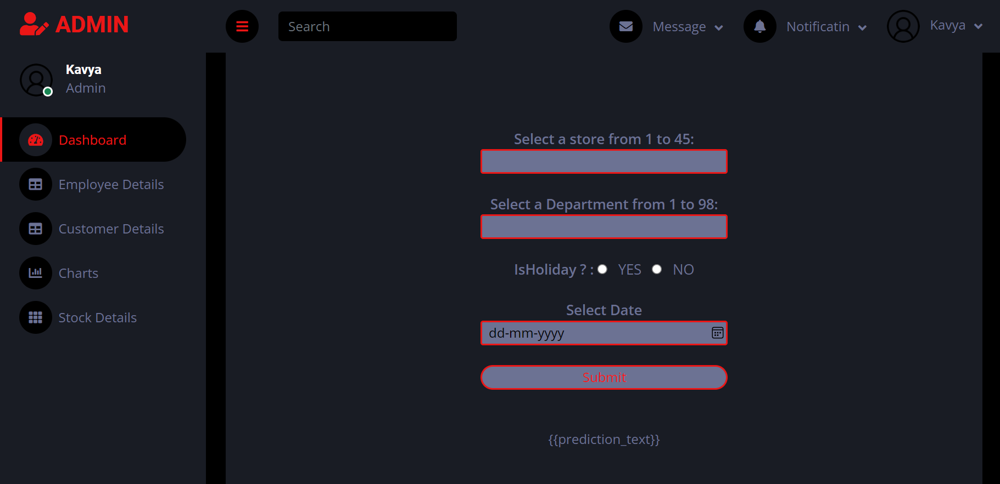 ADMIN
Search
Message
Notificatin
Kavya
Kavya
Admin
Dashboard
Employee Details
Customer Details
Charts
Stock Details
Select a store from 1 to 45:
Select a Department from 1 to 98:
IsHoliday ? : YES NO
Select Date
dd-mm-yyyy
Submit
{{prediction_text}}